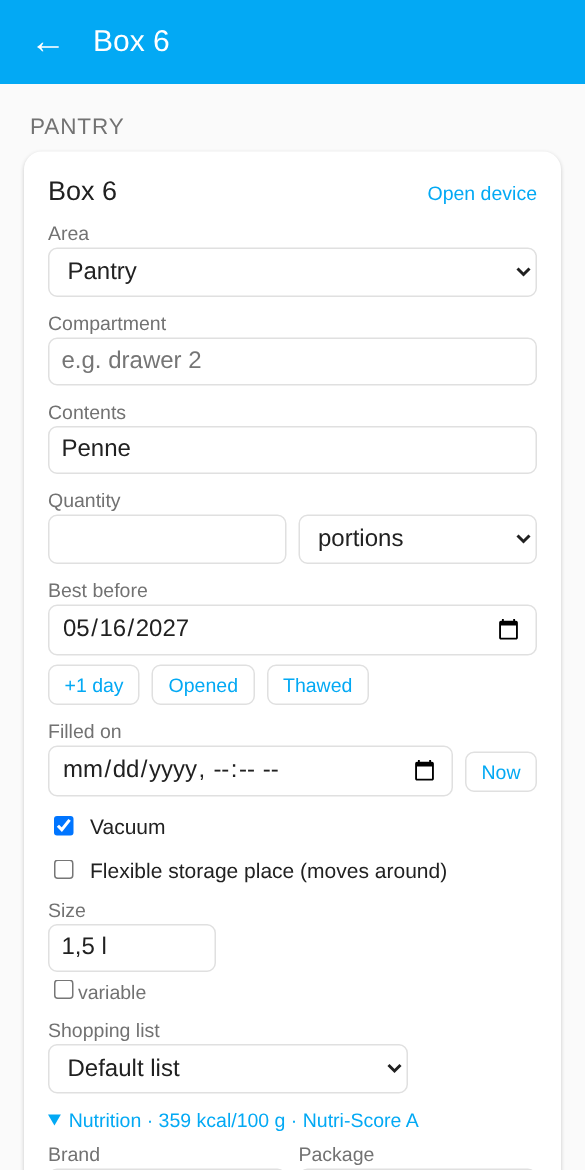 ← Box 6
PANTRY
Box 6 Open device
Area
Pantry
Compartment
e.g. drawer 2
Contents
Penne
Quantity
portions
Best before
05/16/2027
+1 day Opened Thawed
Filled on
mm/dd/yyyy, --:-- -- Now
Vacuum
Flexible storage place (moves around)
Size
1,5 l
variable
Shopping list
Default list
▼ Nutrition · 359 kcal/100 g · Nutri-Score A
Brand Package